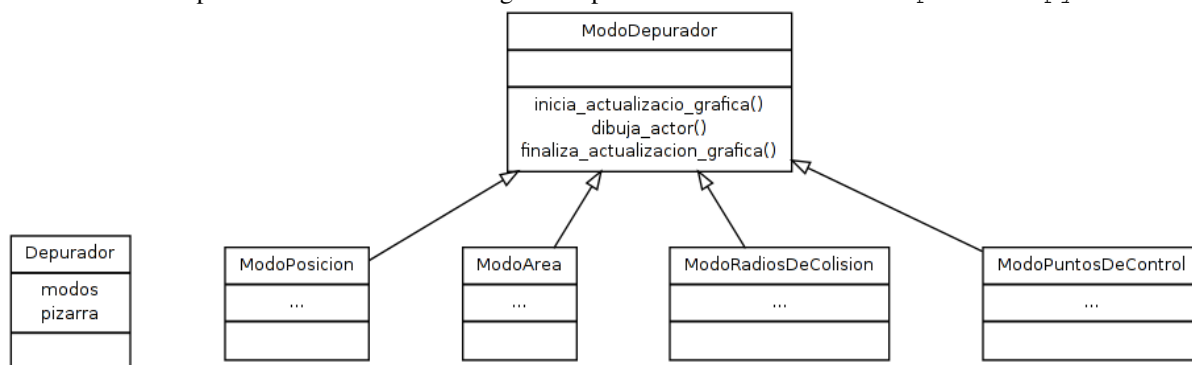 ModoDepurador
inicia_actualizacio_grafica()
dibuja_actor()
finaliza_actualizacion_grafica()
Depurador
modos
pizarra
ModoPosicion
...
ModoArea
...
ModoRadiosDeColision
...
ModoPuntosDeControl
...